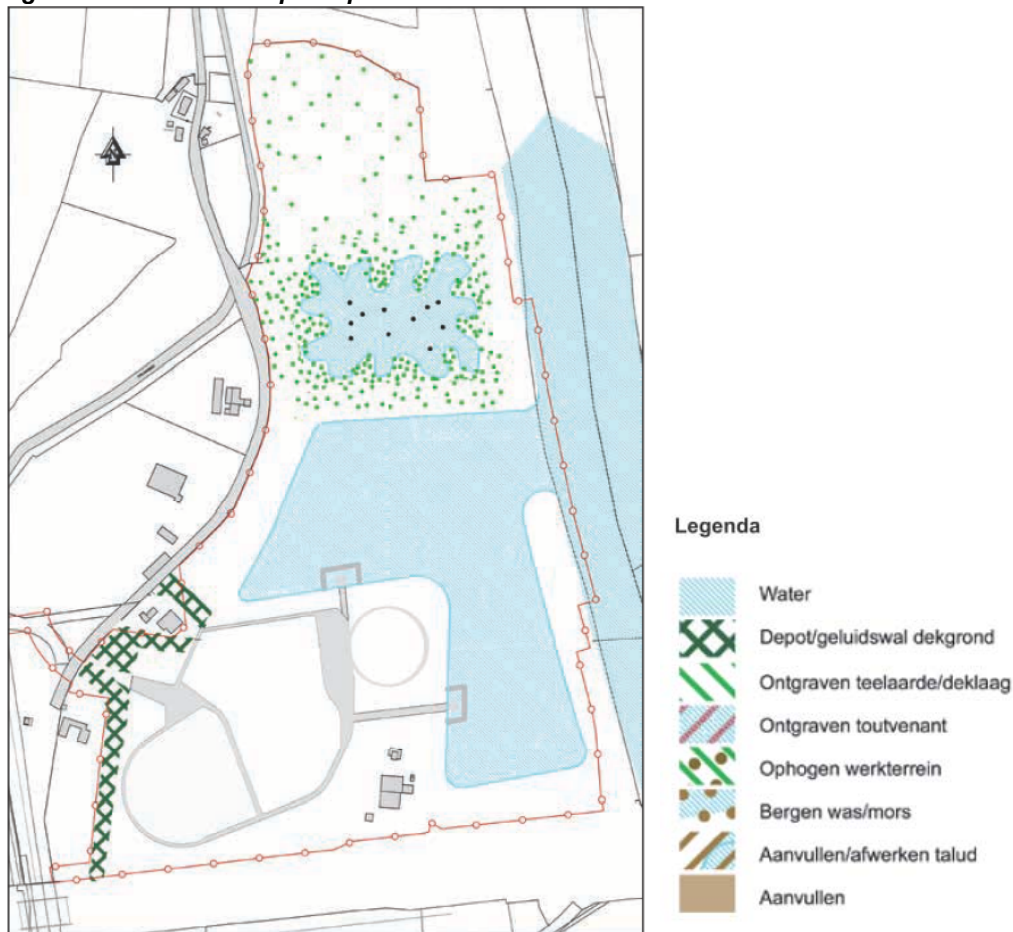 Legenda
Water
Depot/geluidswal dekgrond
Ontgraven teelaarde/deklaag
Ontgraven toutvenant
Ophogen werkterrein
Bergen was/mors
Aanvullen/afwerken talud
Aanvullen